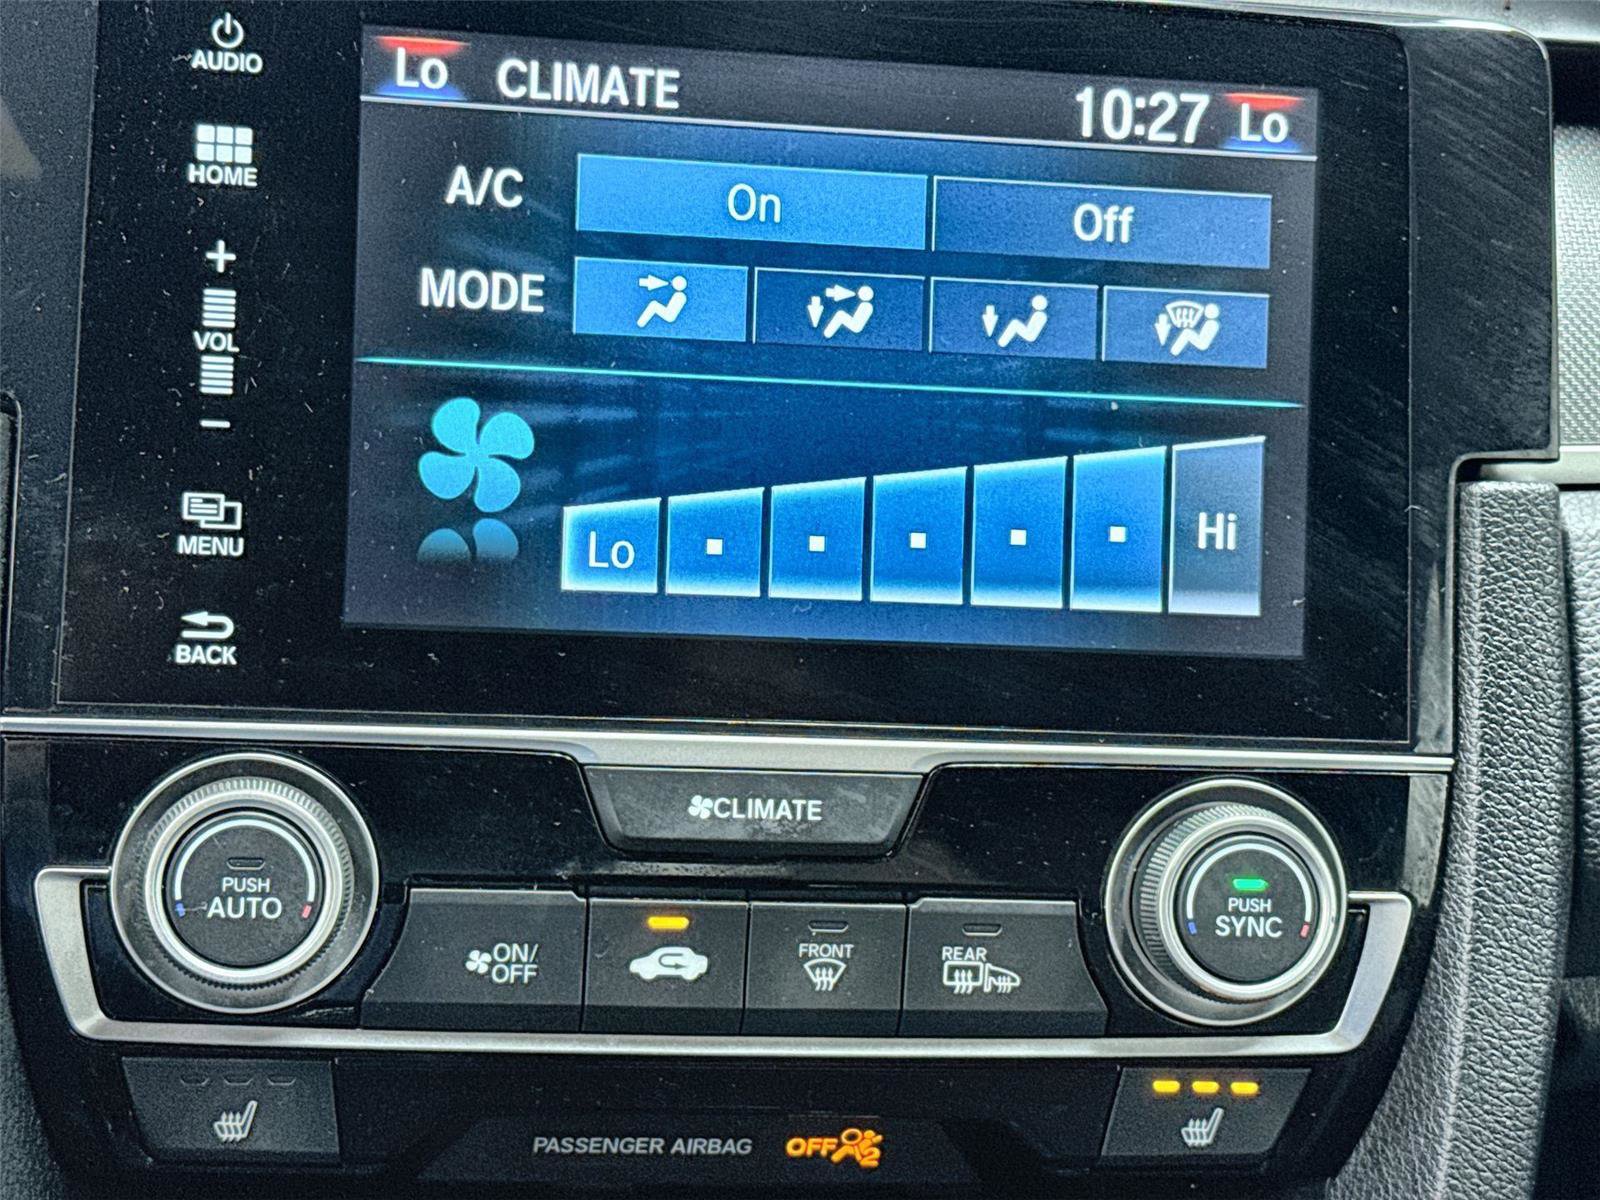 AUDIO
HOME
+
VOL
−
MENU
BACK
Lo CLIMATE 10:27 Lo
A/C On Off
MODE
Lo Hi
CLIMATE
PUSH
AUTO
ON/
OFF
FRONT
REAR
PUSH
SYNC
PASSENGER AIRBAG OFF 2